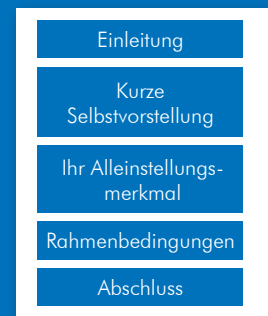 Einleitung
Kurze
Selbstvorstellung
Ihr Alleinstellungs-
merkmal
Rahmenbedingungen
Abschluss